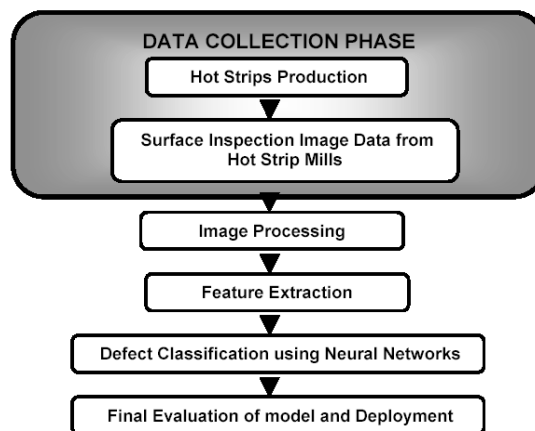 DATA COLLECTION PHASE
Hot Strips Production
Surface Inspection Image Data from
Hot Strip Mills
Image Processing
Feature Extraction
Defect Classification using Neural Networks
Final Evaluation of model and Deployment